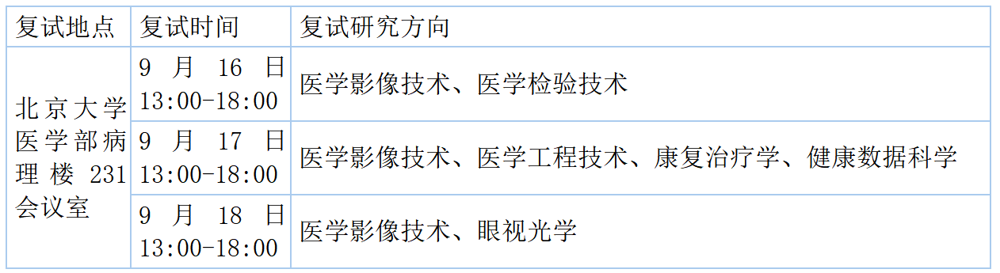 复试地点 复试时间 复试研究方向
北京大学
医学部病
理楼 231
会议室
9 月 16 日
13:00-18:00
医学影像技术、医学检验技术
9 月 17 日
13:00-18:00
医学影像技术、医学工程技术、康复治疗学、健康数据科学
9 月 18 日
13:00-18:00
医学影像技术、眼视光学